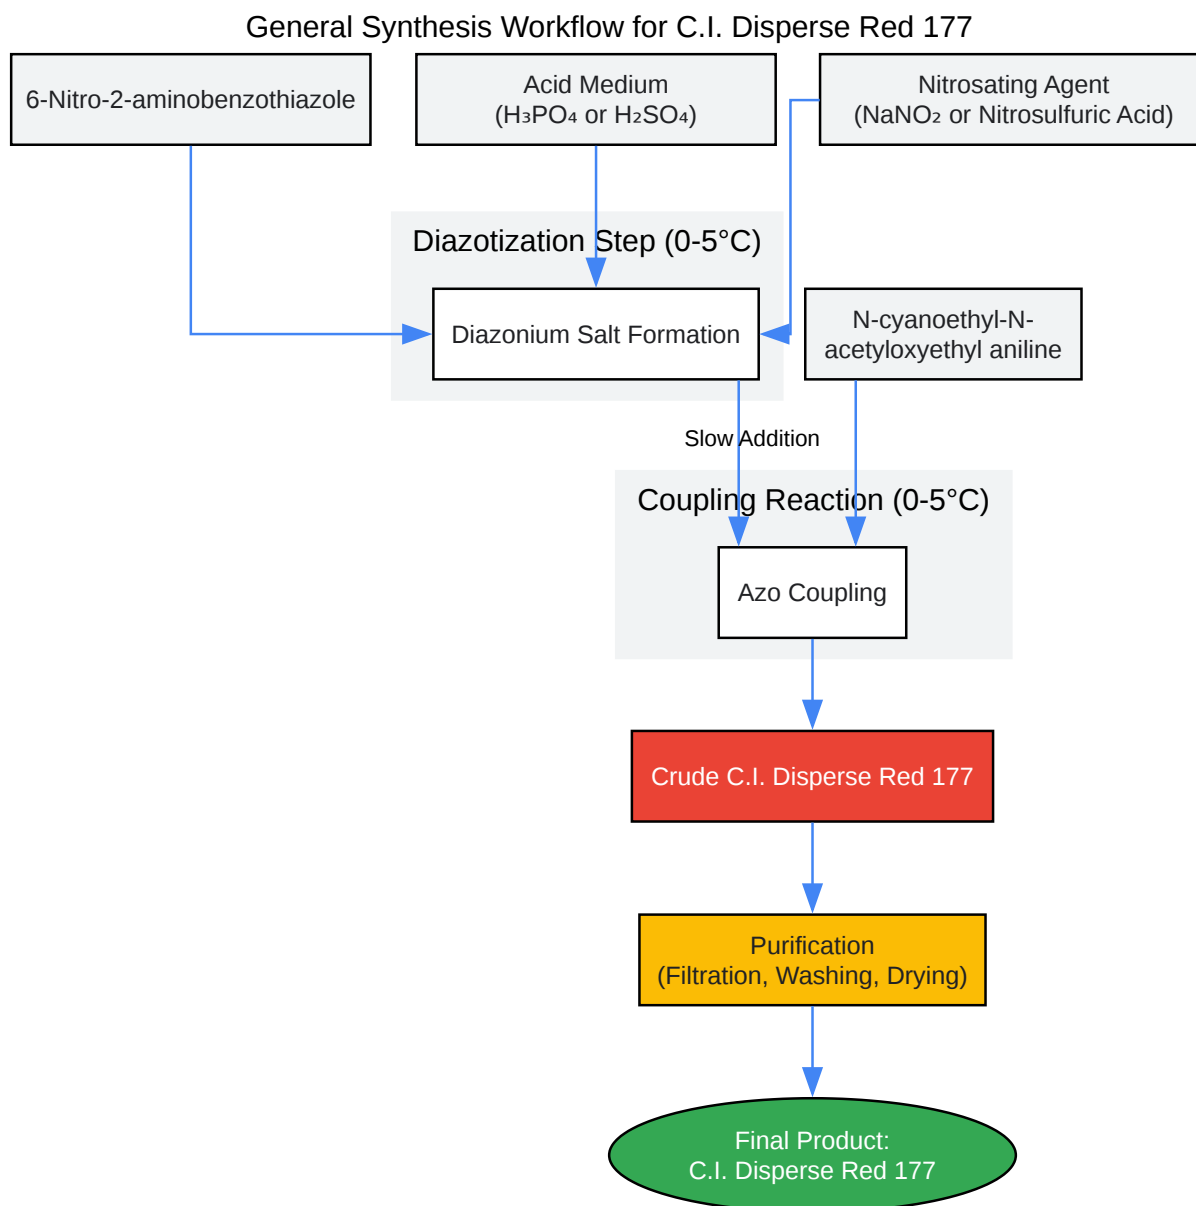 General Synthesis Workflow for C.I. Disperse Red 177
6-Nitro-2-aminobenzothiazole
Acid Medium
(H₃PO₄ or H₂SO₄)
Nitrosating Agent
(NaNO₂ or Nitrosulfuric Acid)
Diazotization Step (0-5°C)
Diazonium Salt Formation
N-cyanoethyl-N-
acetyloxyethyl aniline
Slow Addition
Coupling Reaction (0-5°C)
Azo Coupling
Crude C.I. Disperse Red 177
Purification
(Filtration, Washing, Drying)
Final Product:
C.I. Disperse Red 177